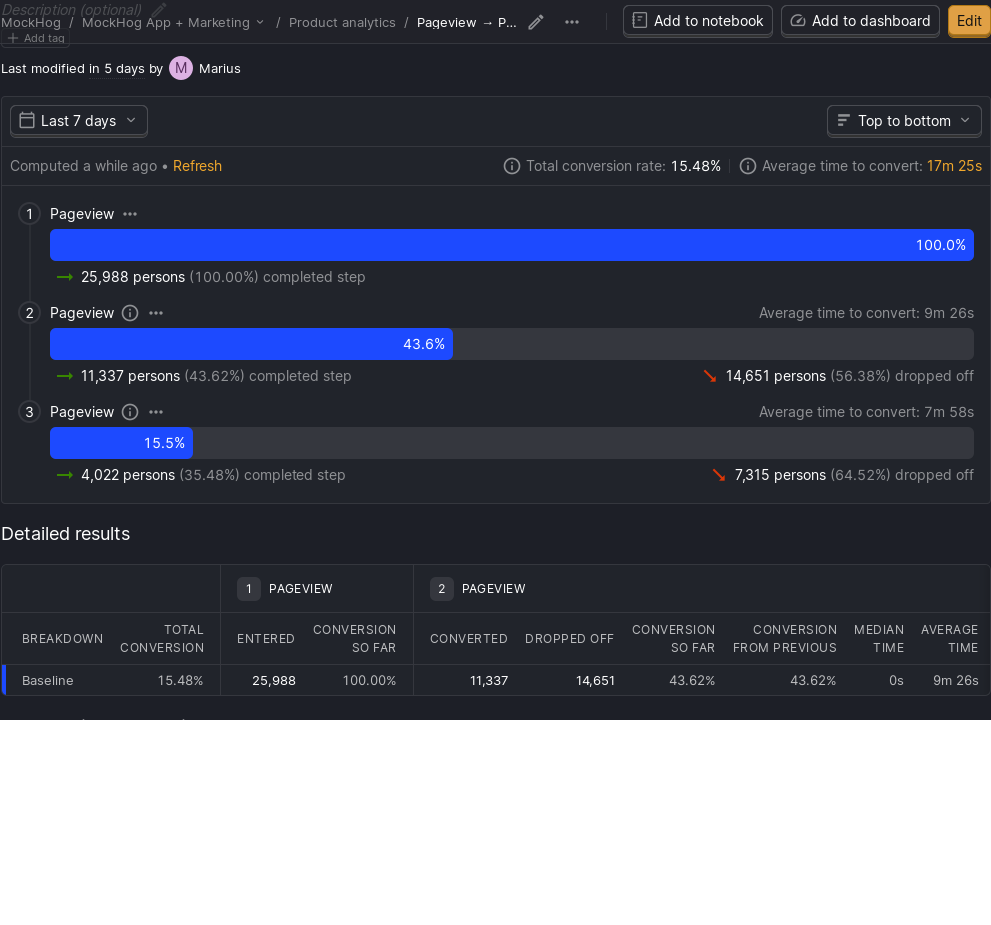 Description (optional)
MockHog / MockHog App + Marketing / Product analytics / Pageview → P...
Add to notebook
Add to dashboard
Edit
Add tag
Last modified in 5 days by M Marius
Last 7 days
Top to bottom
Computed a while ago • Refresh
Total conversion rate: 15.48%
Average time to convert: 17m 25s
1 Pageview
100.0%
25,988 persons (100.00%) completed step
2 Pageview
Average time to convert: 9m 26s
43.6%
11,337 persons (43.62%) completed step
14,651 persons (56.38%) dropped off
3 Pageview
Average time to convert: 7m 58s
15.5%
4,022 persons (35.48%) completed step
7,315 persons (64.52%) dropped off
Detailed results
1 PAGEVIEW
2 PAGEVIEW
BREAKDOWN
TOTAL
CONVERSION
ENTERED
CONVERSION
SO FAR
CONVERTED
DROPPED OFF
CONVERSION
SO FAR
CONVERSION
FROM PREVIOUS
MEDIAN
TIME
AVERAGE
TIME
Baseline 15.48% 25,988 100.00% 11,337 14,651 43.62% 43.62% 0s 9m 26s